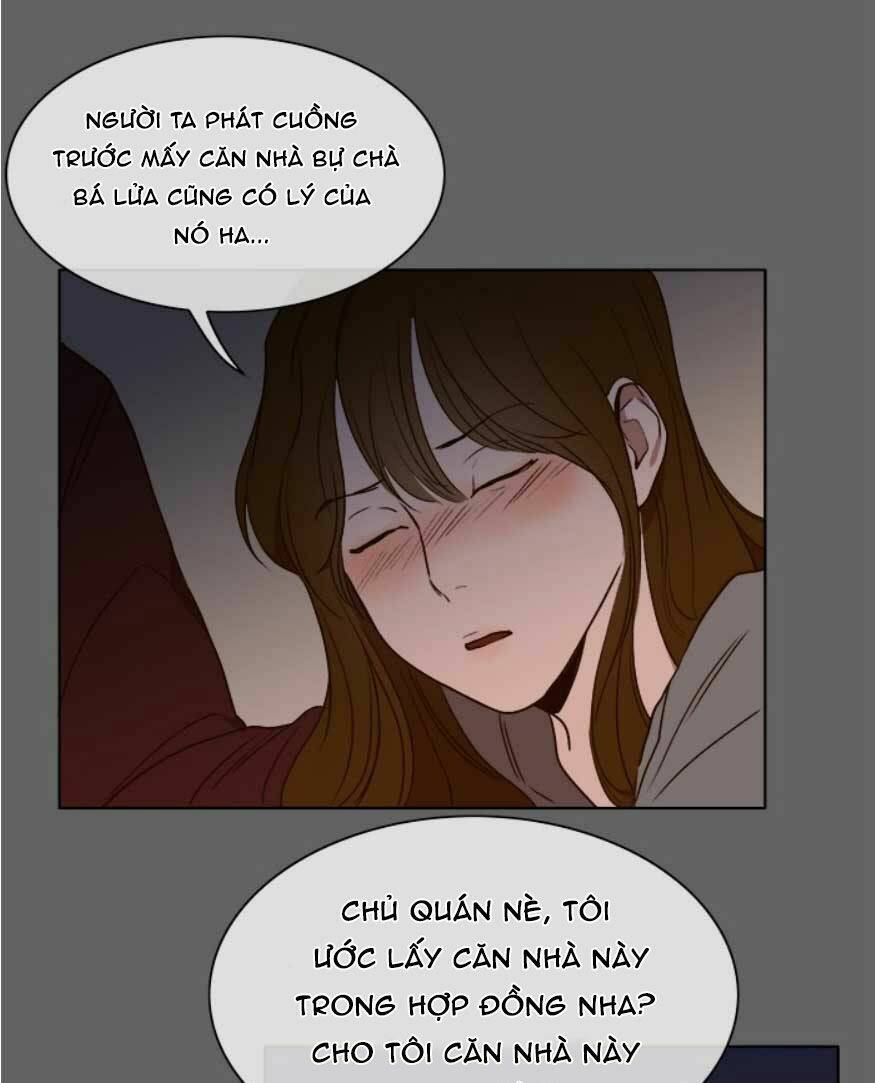 NGƯỜI TA PHÁT CUỒNG
TRƯỚC MẤY CĂN NHÀ BỰ CHÀ
BÁ LỬA CŨNG CÓ LÝ CỦA
NÓ HA...
CHỦ QUÁN NÈ, TÔI
ƯỚC LẤY CĂN NHÀ NÀY
TRONG HỢP ĐỒNG NHA?
CHO TÔI CĂN NHÀ NÀY